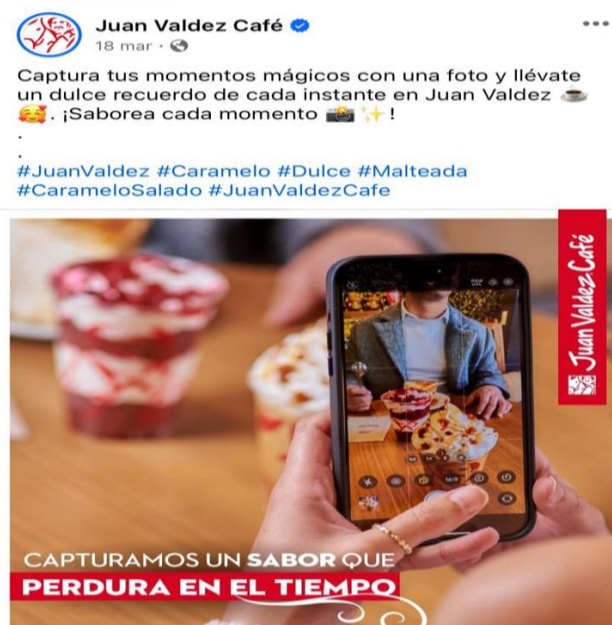 Juan Valdez Café
18 mar
Captura tus momentos mágicos con una foto y llévate
un dulce recuerdo de cada instante en Juan Valdez ☕
🥰. ¡Saborea cada momento 📸✨!
.
.
#JuanValdez #Caramelo #Dulce #Malteada
#CarameloSalado #JuanValdezCafe
Juan Valdez Café
CAPTURAMOS UN SABOR QUE
PERDURA EN EL TIEMPO